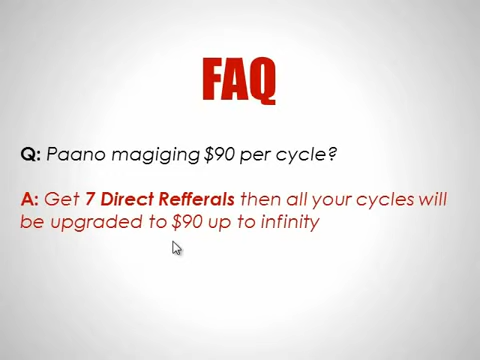 FAQ
Q: Paano magiging $90 per cycle?
A: Get 7 Direct Refferals then all your cycles will
be upgraded to $90 up to infinity